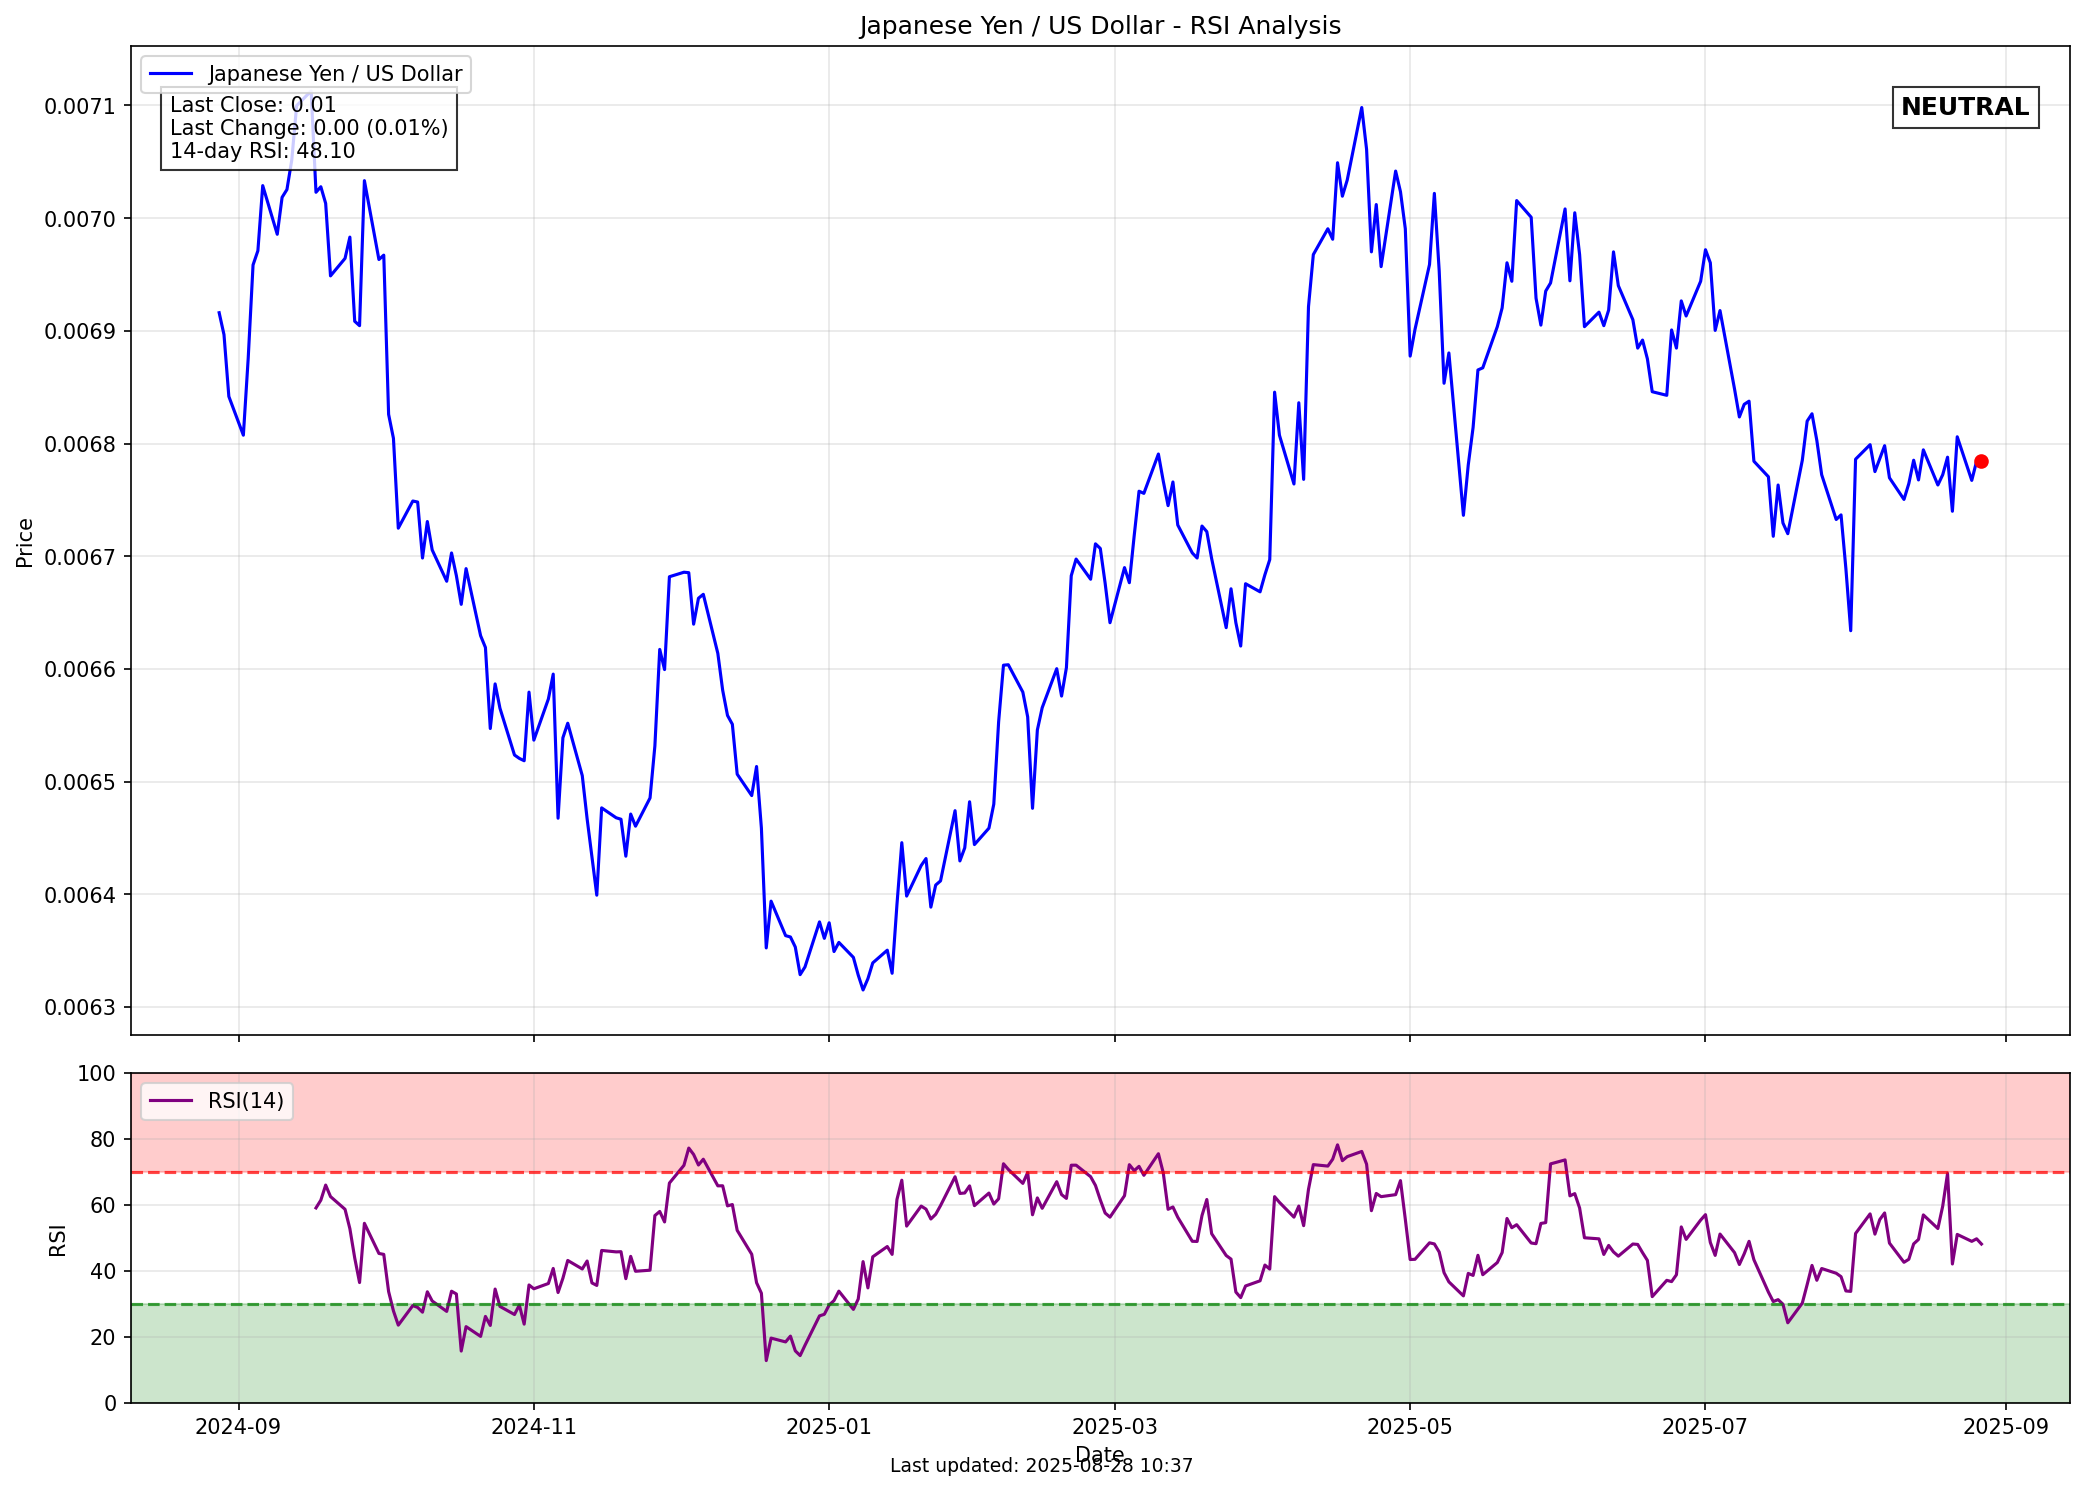 Japanese Yen / US Dollar - RSI Analysis
Japanese Yen / US Dollar
Last Close: 0.01
Last Change: 0.00 (0.01%)
14-day RSI: 48.10
NEUTRAL
Price
0.0071
0.0070
0.0069
0.0068
0.0067
0.0066
0.0065
0.0064
0.0063
RSI(14)
RSI
100
80
60
40
20
0
2024-09 2024-11 2025-01 2025-03 2025-05 2025-07 2025-09
Date
Last updated: 2025-08-28 10:37